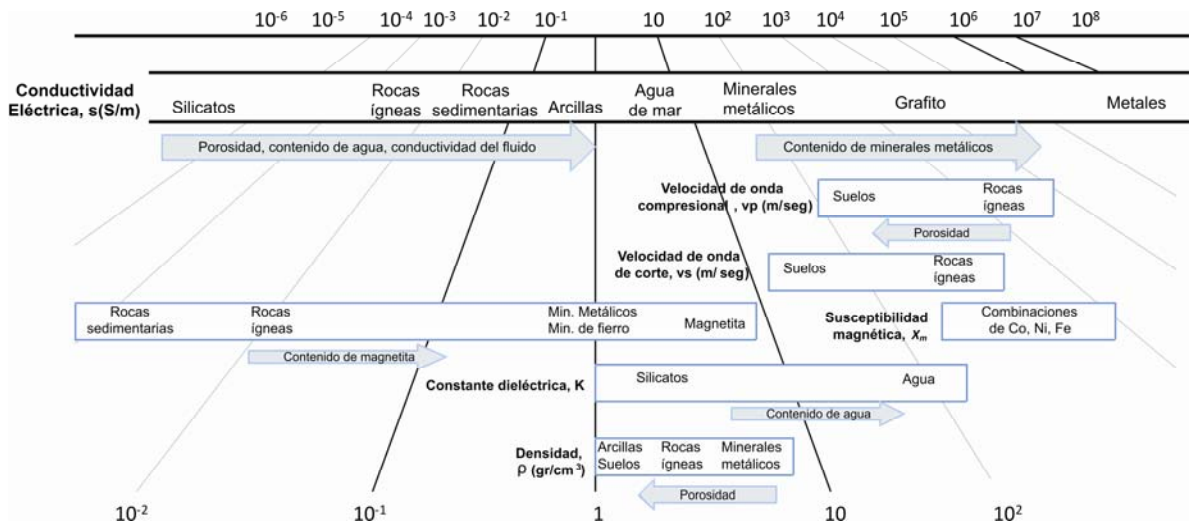 10⁻⁶ 10⁻⁵ 10⁻⁴ 10⁻³ 10⁻² 10⁻¹ 1 10 10² 10³ 10⁴ 10⁵ 10⁶ 10⁷ 10⁸
Conductividad
Eléctrica, s(S/m)
Silicatos
Rocas
ígneas
Rocas
sedimentarias
Arcillas
Agua
de mar
Minerales
metálicos
Grafito
Metales
Porosidad, contenido de agua, conductividad del fluido
Contenido de minerales metálicos
Velocidad de onda
compresional , vp (m/seg)
Suelos
Rocas
ígneas
Porosidad
Velocidad de onda
de corte, vs (m/ seg)
Suelos
Rocas
ígneas
Rocas
sedimentarias
Rocas
ígneas
Min. Metálicos
Min. de fierro
Magnetita
Susceptibilidad
magnética, Xₘ
Combinaciones
de Co, Ni, Fe
Contenido de magnetita
Constante dieléctrica, K
Silicatos
Agua
Contenido de agua
Densidad,
ρ (gr/cm³)
Arcillas
Suelos
Rocas
ígneas
Minerales
metálicos
Porosidad
10⁻² 10⁻¹ 1 10 10²